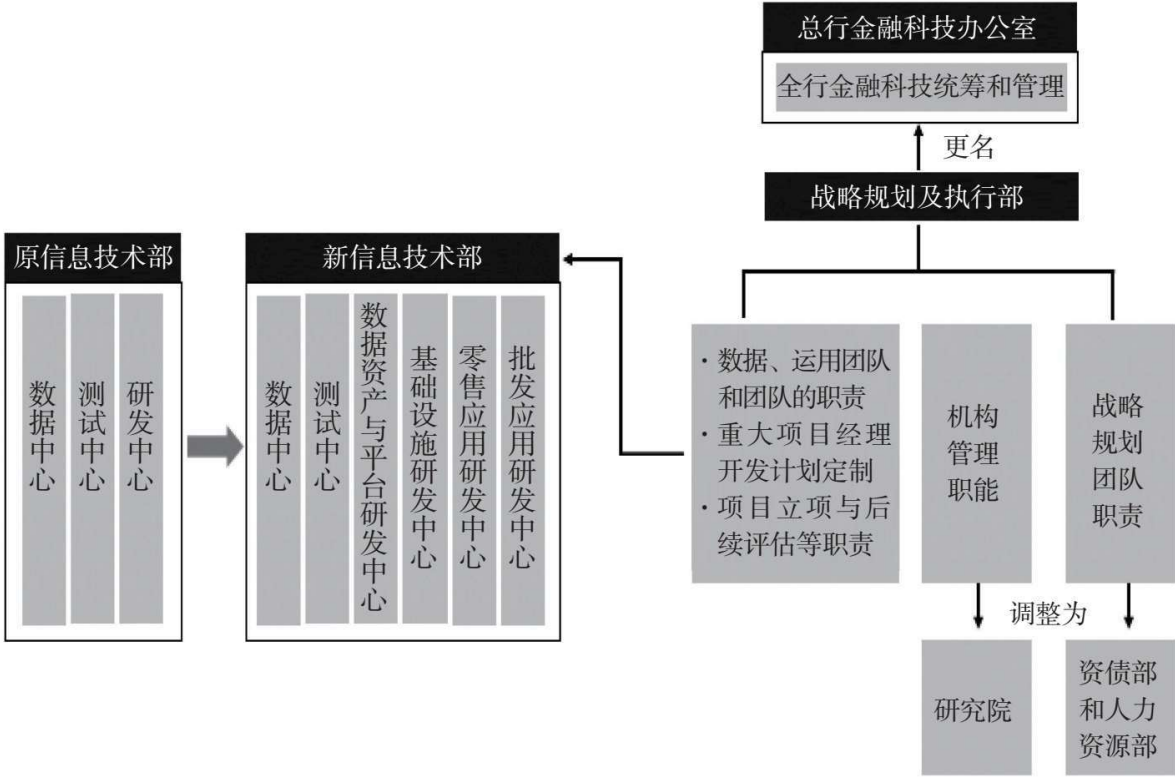 总行金融科技办公室
全行金融科技统筹和管理
更名
战略规划及执行部
原信息技术部
数据中心
测试中心
研发中心
新信息技术部
数据中心
测试中心
数据资产与平台研发中心
基础设施研发中心
零售应用研发中心
批发应用研发中心
·数据、运用团队
和团队的职责
·重大项目经理
开发计划定制
·项目立项与后
续评估等职责
机构
管理
职能
战略
规划
团队
职责
调整为
研究院
资债部
和人力
资源部